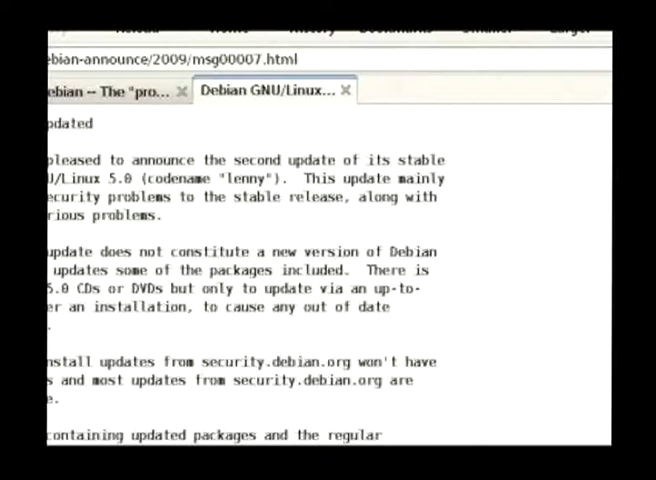 History
ebian-announce/2009/msg00007.html
ebian -- The "pro...
Debian GNU/Linux...
pdated
pleased to announce the second update of its stable
U/Linux 5.0 (codename "lenny"). This update mainly
ecurity problems to the stable release, along with
rious problems.
update does not constitute a new version of Debian
updates some of the packages included. There is
5.0 CDs or DVDs but only to update via an up-to-
er an installation, to cause any out of date
.
nstall updates from security.debian.org won't have
s and most updates from security.debian.org are
e.
containing updated packages and the regular